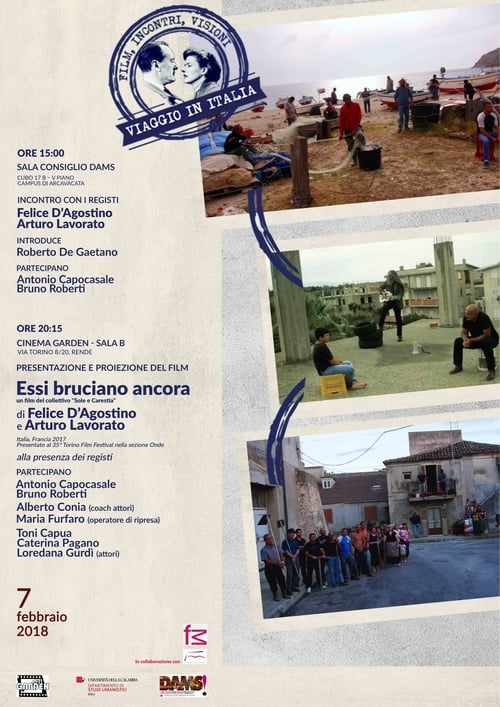 FILM, INCONTRI, VISIONI
VIAGGIO IN ITALIA
ORE 15:00
SALA CONSIGLIO DAMS
CUBO 17 B - V PIANO
CAMPUS DI ARCAVACATA
INCONTRO CON I REGISTI
Felice D'Agostino
Arturo Lavorato
INTRODUCE
Roberto De Gaetano
PARTECIPANO
Antonio Capocasale
Bruno Roberti
ORE 20:15
CINEMA GARDEN - SALA B
VIA TORINO 8/20, RENDE
PRESENTAZIONE E PROIEZIONE DEL FILM
Essi bruciano ancora
un film del collettivo "Sole e Carestia"
di Felice D'Agostino
e Arturo Lavorato
Italia, Francia 2017
Presentato al 35° Torino Film Festival nella sezione Onde
alla presenza dei registi
PARTECIPANO
Antonio Capocasale
Bruno Roberti
Alberto Conia (coach attori)
Maria Furfaro (operatore di ripresa)
Toni Capua
Caterina Pagano
Loredana Gurdì (attori)
7
febbraio
2018
In collaborazione con
GARDEN
UNIVERSITÀ DELLA CALABRIA
DIPARTIMENTO DI
STUDI UMANISTICI
DAMS!